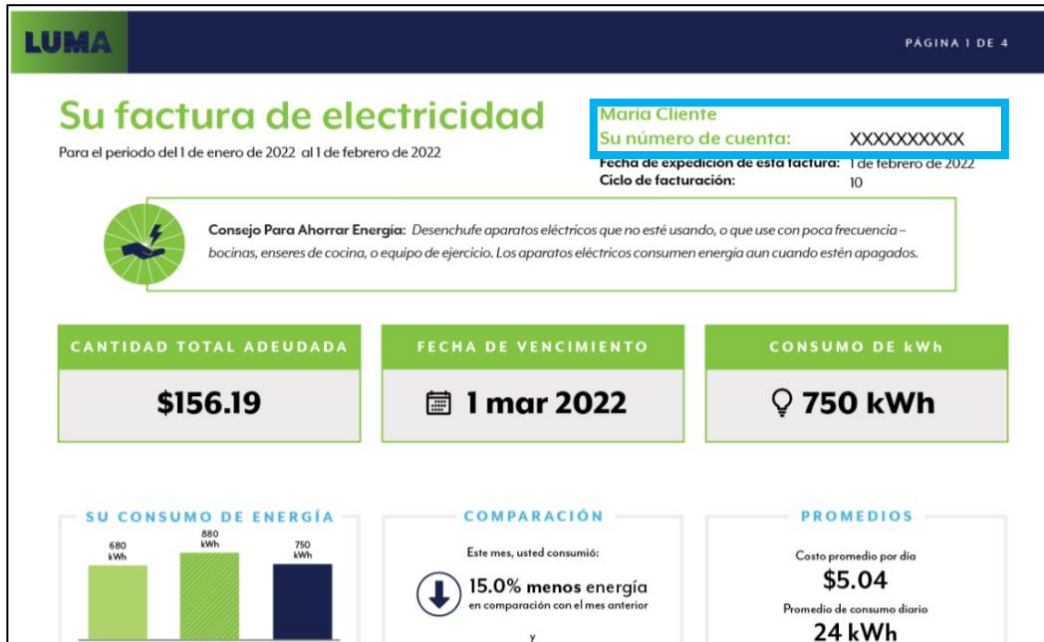 LUMA
PÁGINA 1 DE 4
Su factura de electricidad
Para el periodo del 1 de enero de 2022 al 1 de febrero de 2022
María Cliente
Su número de cuenta: XXXXXXXXXX
Fecha de expedición de esta factura: 1 de febrero de 2022
Ciclo de facturación: 10
Consejo Para Ahorrar Energía: Desenchufe aparatos eléctricos que no esté usando, o que use con poca frecuencia –
bocinas, enseres de cocina, o equipo de ejercicio. Los aparatos eléctricos consumen energía aun cuando estén apagados.
CANTIDAD TOTAL ADEUDADA
$156.19
FECHA DE VENCIMIENTO
1 mar 2022
CONSUMO DE kWh
750 kWh
SU CONSUMO DE ENERGÍA
680
kWh
880
kWh
750
kWh
COMPARACIÓN
Este mes, usted consumió:
15.0% menos energía
en comparación con el mes anterior
y
PROMEDIOS
Costo promedio por día
$5.04
Promedio de consumo diario
24 kWh